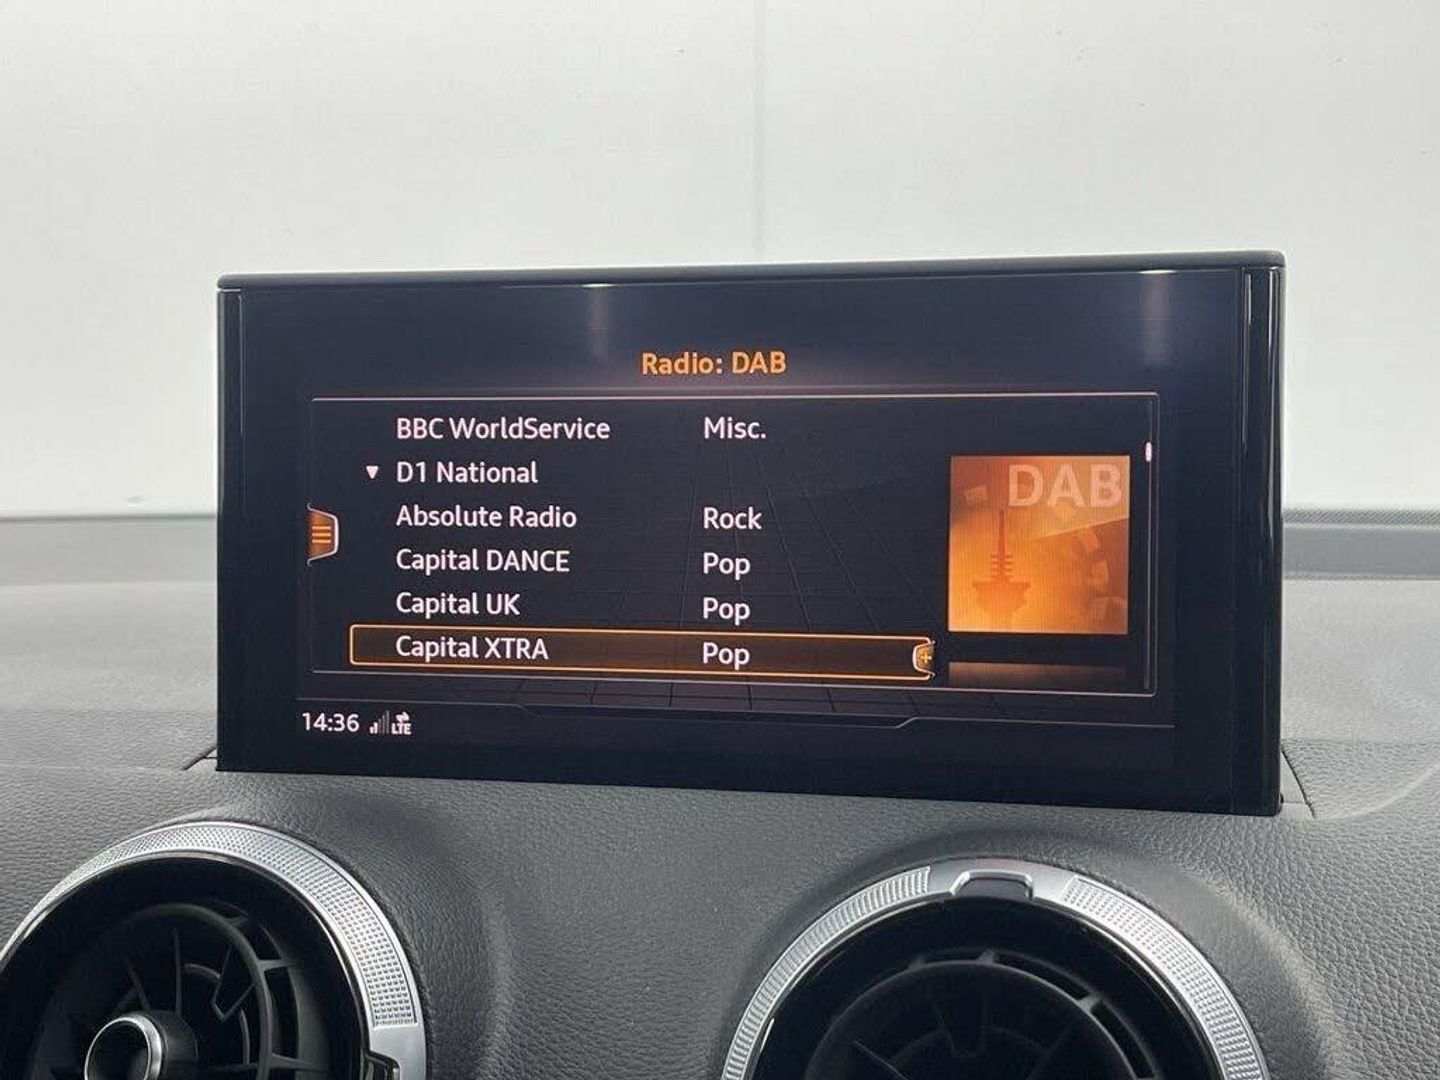 Radio: DAB
BBC WorldService Misc.
▼ D1 National
Absolute Radio Rock
Capital DANCE Pop
Capital UK Pop
Capital XTRA Pop
DAB
14:36 LTE